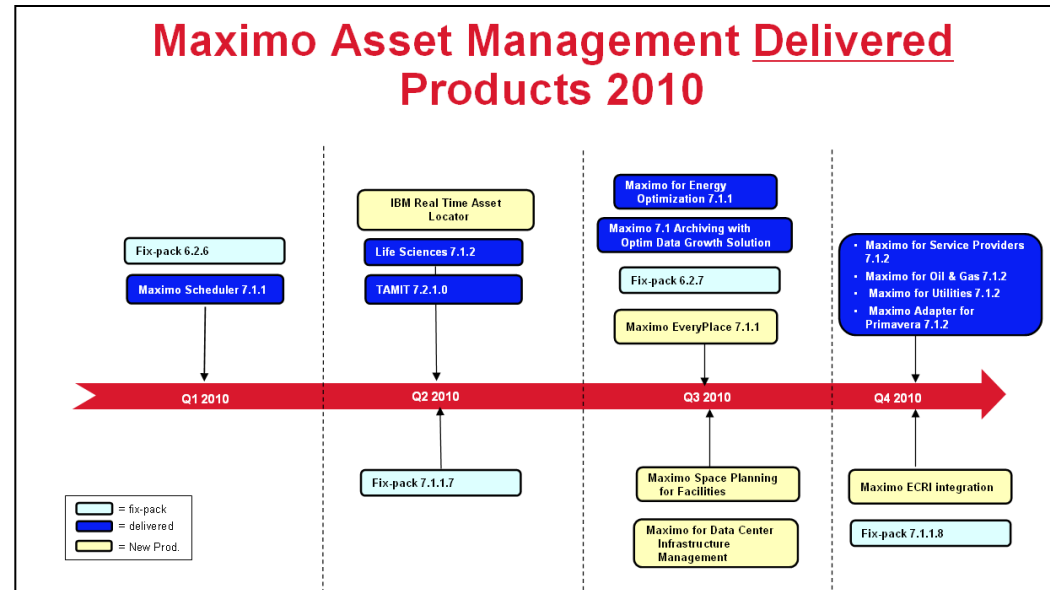 Maximo Asset Management Delivered
Products 2010
IBM Real Time Asset
Locator
Fix-pack 6.2.6
Life Sciences 7.1.2
Maximo Scheduler 7.1.1
TAMIT 7.2.1.0
Maximo for Energy
Optimization 7.1.1
Maximo 7.1 Archiving with
Optim Data Growth Solution
Fix-pack 6.2.7
Maximo EveryPlace 7.1.1
• Maximo for Service Providers
7.1.2
• Maximo for Oil & Gas 7.1.2
• Maximo for Utilities 7.1.2
• Maximo Adapter for
Primavera 7.1.2
Q1 2010
Q2 2010
Q3 2010
Q4 2010
Fix-pack 7.1.1.7
Maximo Space Planning
for Facilities
Maximo for Data Center
Infrastructure
Management
Maximo ECRI integration
Fix-pack 7.1.1.8
= fix-pack
= delivered
= New Prod.